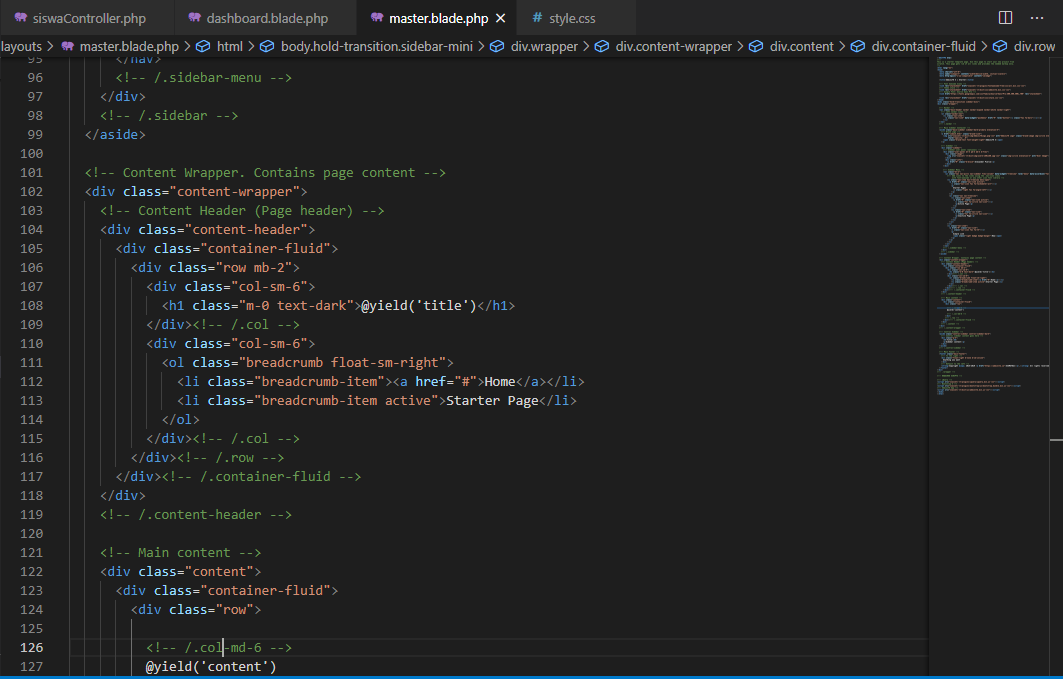 siswaController.php dashboard.blade.php master.blade.php style.css
layouts > master.blade.php > html > body.hold-transition.sidebar-mini > div.wrapper > div.content-wrapper > div.content > div.container-fluid > div.row
95 </nav>
96 <!-- /.sidebar-menu -->
97 </div>
98 <!-- /.sidebar -->
99 </aside>
100
101 <!-- Content Wrapper. Contains page content -->
102 <div class="content-wrapper">
103 <!-- Content Header (Page header) -->
104 <div class="content-header">
105 <div class="container-fluid">
106 <div class="row mb-2">
107 <div class="col-sm-6">
108 <h1 class="m-0 text-dark">@yield('title')</h1>
109 </div><!-- /.col -->
110 <div class="col-sm-6">
111 <ol class="breadcrumb float-sm-right">
112 <li class="breadcrumb-item"><a href="#">Home</a></li>
113 <li class="breadcrumb-item active">Starter Page</li>
114 </ol>
115 </div><!-- /.col -->
116 </div><!-- /.row -->
117 </div><!-- /.container-fluid -->
118 </div>
119 <!-- /.content-header -->
120
121 <!-- Main content -->
122 <div class="content">
123 <div class="container-fluid">
124 <div class="row">
125
126 <!-- /.col-md-6 -->
127 @yield('content')